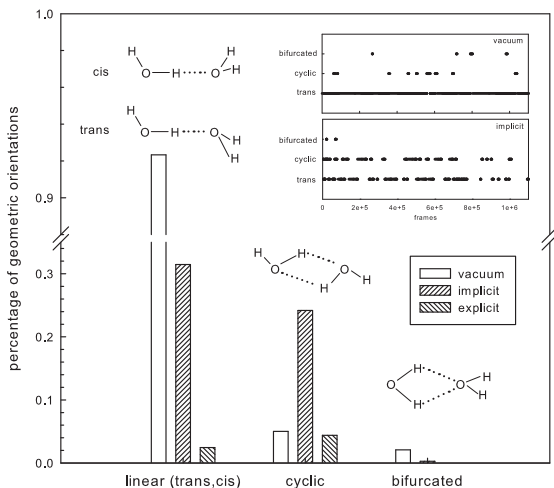 percentage of geometric orientations
1.0
0.9
0.3
0.2
0.1
0.0
cis
H
O H O H
H
trans
H
O H O H
H
vacuum
bifurcated
cyclic
trans
implicit
bifurcated
cyclic
trans
0 2e+5 4e+5 6e+5 8e+5 1e+6
frames
H H
O O
H H
vacuum
implicit
explicit
H H
O O
H H
linear (trans,cis) cyclic bifurcated